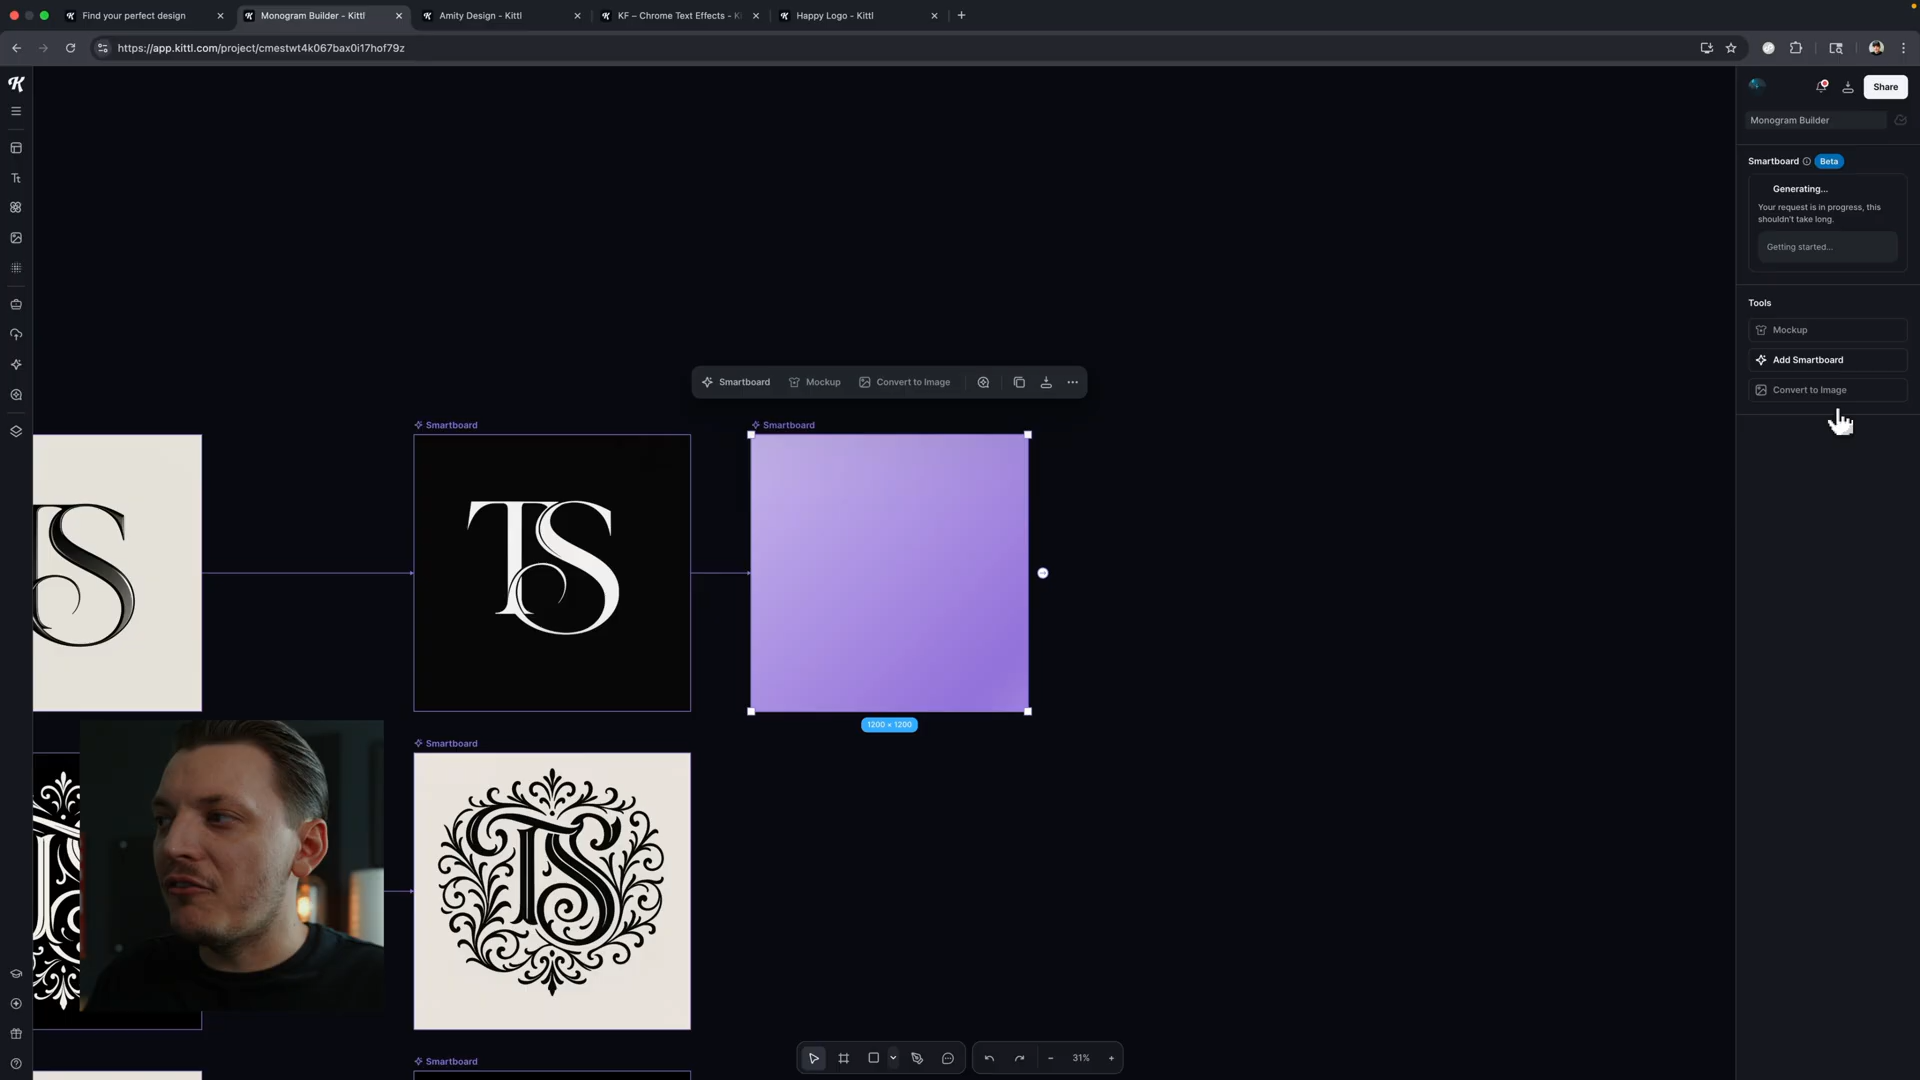 Find your perfect design
Monogram Builder - Kittl
Amity Design - Kittl
KF – Chrome Text Effects - K
Happy Logo - Kittl
https://app.kittl.com/project/cmestwt4k067bax0i17hof79z
Share
Monogram Builder
Smartboard
Beta
Generating...
Your request is in progress, this
shouldn't take long.
Getting started...
Tools
Mockup
Add Smartboard
Convert to Image
Smartboard
Mockup
Convert to Image
Smartboard
Smartboard
S
TS
1200 × 1200
Smartboard
TS
Smartboard
31%